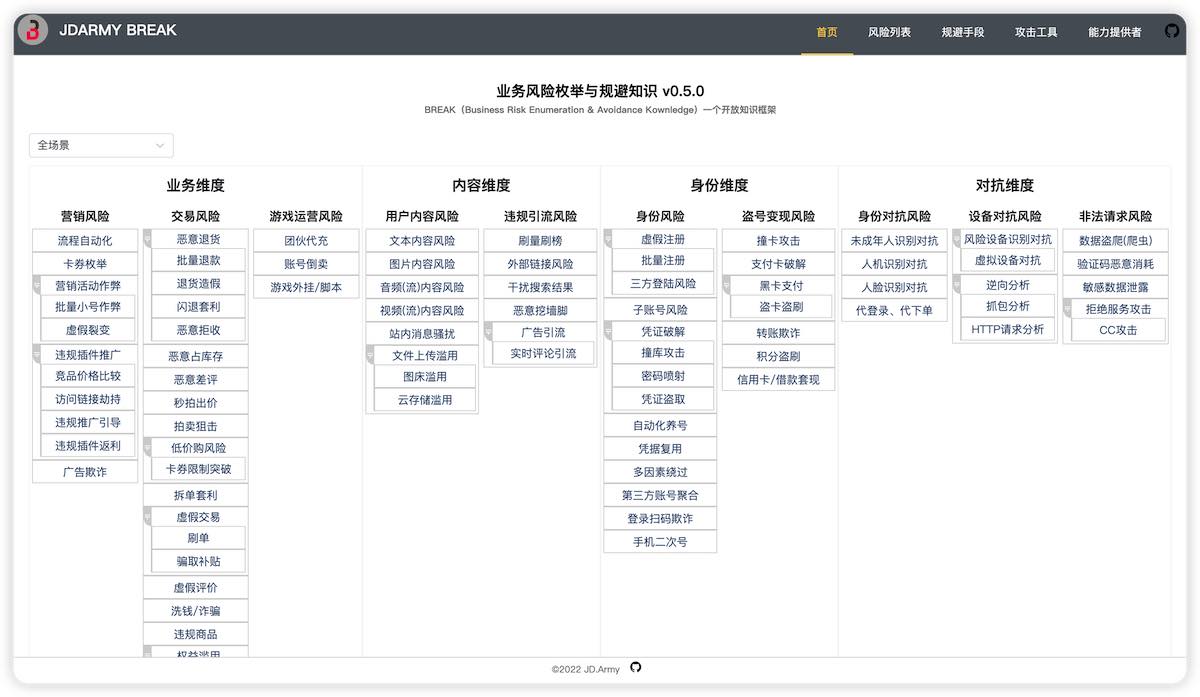 JDARMY BREAK
首页
风险列表
规避手段
攻击工具
能力提供者
业务风险枚举与规避知识 v0.5.0
BREAK（Business Risk Enumeration & Avoidance Kownledge）一个开放知识框架
全场景
业务维度
营销风险
流程自动化
卡券枚举
营销活动作弊
批量小号作弊
虚假裂变
违规插件推广
竞品价格比较
访问链接劫持
违规推广引导
违规插件返利
广告欺诈
交易风险
恶意退货
批量退款
退货造假
闪退套利
恶意拒收
恶意占库存
恶意差评
秒拍出价
拍卖狙击
低价购风险
卡券限制突破
拆单套利
虚假交易
刷单
骗取补贴
虚假评价
洗钱/诈骗
违规商品
权益滥用
游戏运营风险
团伙代充
账号倒卖
游戏外挂/脚本
内容维度
用户内容风险
文本内容风险
图片内容风险
音频(流)内容风险
视频(流)内容风险
站内消息骚扰
文件上传滥用
图床滥用
云存储滥用
违规引流风险
刷量刷榜
外部链接风险
干扰搜索结果
恶意挖墙脚
广告引流
实时评论引流
身份维度
身份风险
虚假注册
批量注册
三方登陆风险
子账号风险
凭证破解
撞库攻击
密码喷射
凭证盗取
自动化养号
凭据复用
多因素绕过
第三方账号聚合
登录扫码欺诈
手机二次号
盗号变现风险
撞卡攻击
支付卡破解
黑卡支付
盗卡盗刷
转账欺诈
积分盗刷
信用卡/借款套现
对抗维度
身份对抗风险
未成年人识别对抗
人机识别对抗
人脸识别对抗
代登录、代下单
设备对抗风险
风险设备识别对抗
虚拟设备对抗
逆向分析
抓包分析
HTTP请求分析
非法请求风险
数据盗爬(爬虫)
验证码恶意消耗
敏感数据泄露
拒绝服务攻击
CC攻击
©2022 JD.Army